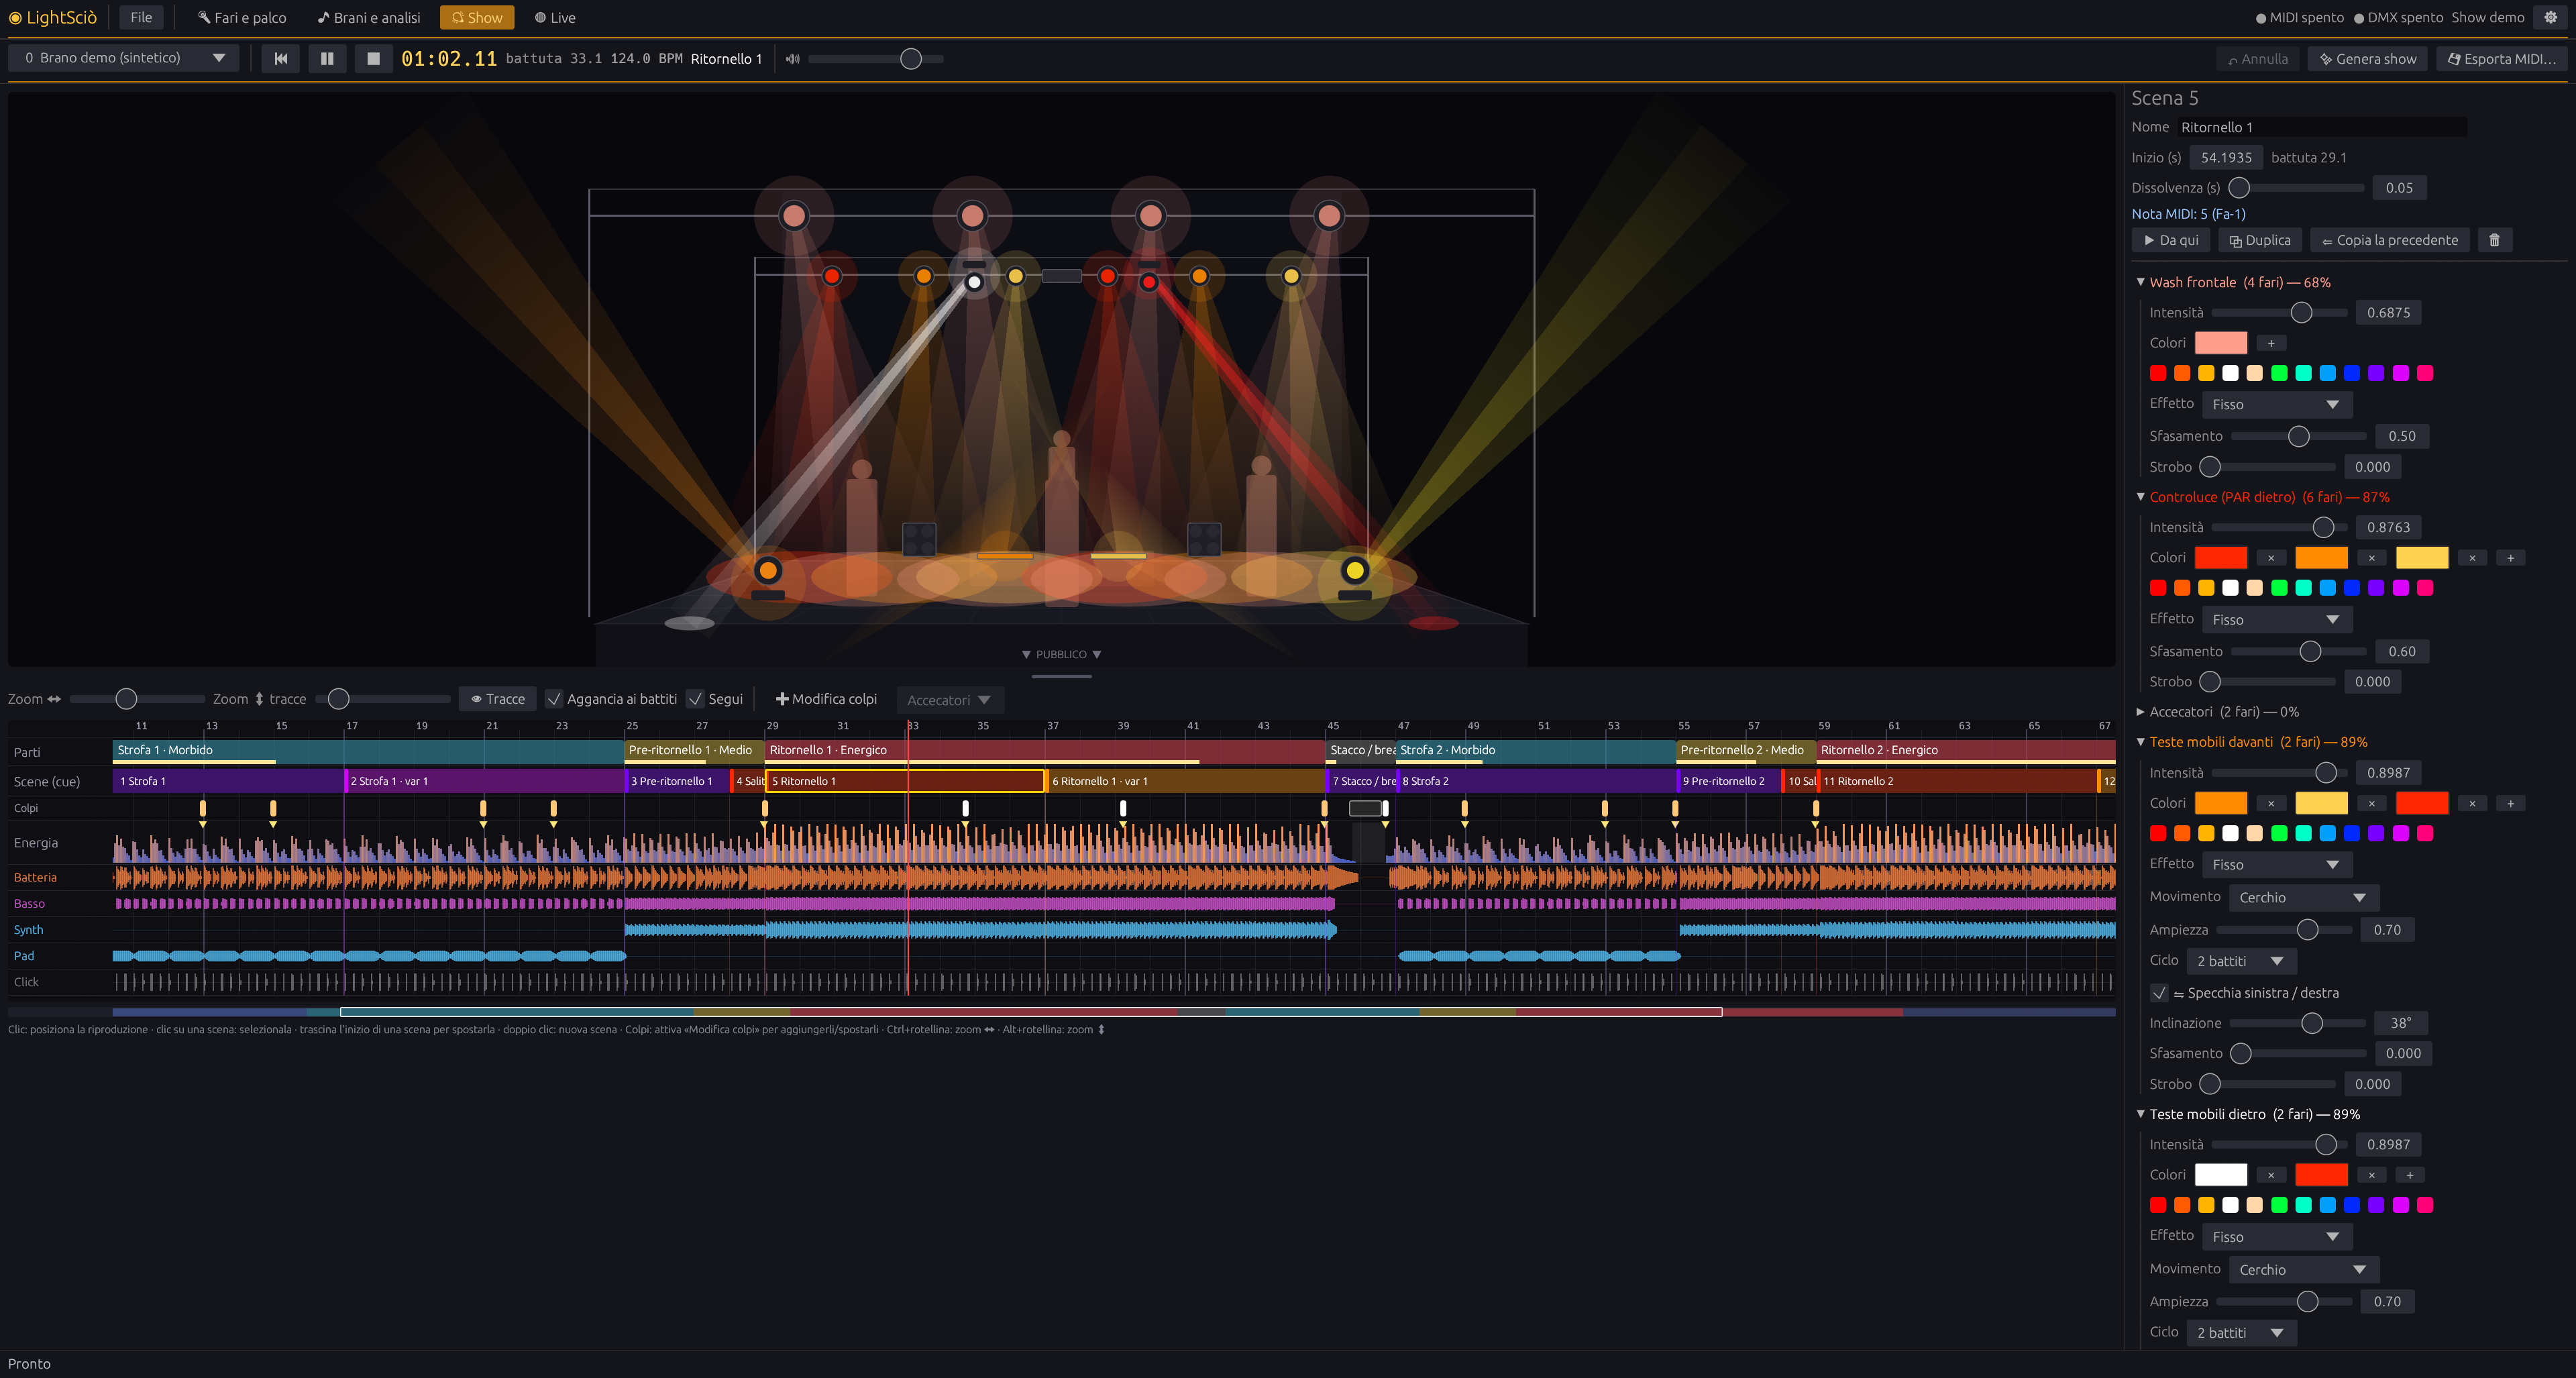 LightSciò File Fari e palco Brani e analisi Show Live MIDI spento DMX spento Show demo
0 Brano demo (sintetico) 01:02.11 battuta 33.1 124.0 BPM Ritornello 1 Annulla Genera show Esporta MIDI...
Scena 5
Nome Ritornello 1
Inizio (s) 54.1935 battuta 29.1
Dissolvenza (s) 0.05
Nota MIDI: 5 (Fa-1)
Da qui Duplica Copia la precedente
Wash frontale (4 fari) — 68%
Intensità 0.6875
Colori +
Effetto Fisso
Sfasamento 0.50
Strobo 0.000
Controluce (PAR dietro) (6 fari) — 87%
Intensità 0.8763
Colori × × × +
Effetto Fisso
Sfasamento 0.60
Strobo 0.000
Accecatori (2 fari) — 0%
Teste mobili davanti (2 fari) — 89%
Intensità 0.8987
Colori × × × +
Effetto Fisso
Movimento Cerchio
Ampiezza 0.70
Ciclo 2 battiti
Specchia sinistra / destra
Inclinazione 38°
Sfasamento 0.000
Strobo 0.000
Teste mobili dietro (2 fari) — 89%
Intensità 0.8987
Colori × × +
Effetto Fisso
Movimento Cerchio
Ampiezza 0.70
Ciclo 2 battiti
▼ PUBBLICO ▼
Zoom Zoom tracce Tracce Aggancia ai battiti Segui Modifica colpi Accecatori
11 13 15 17 19 21 23 25 27 29 31 33 35 37 39 41 43 45 47 49 51 53 55 57 59 61 63 65 67
Parti Strofa 1 · Morbido Pre-ritornello 1 · Medio Ritornello 1 · Energico Stacco / brea Strofa 2 · Morbido Pre-ritornello 2 · Medio Ritornello 2 · Energico
Scene (cue) 1 Strofa 1 2 Strofa 1 · var 1 3 Pre-ritornello 1 4 Salit 5 Ritornello 1 6 Ritornello 1 · var 1 7 Stacco / bre 8 Strofa 2 9 Pre-ritornello 2 10 Sal 11 Ritornello 2 12
Colpi
Energia
Batteria
Basso
Synth
Pad
Click
Clic: posiziona la riproduzione · clic su una scena: selezionala · trascina l'inizio di una scena per spostarla · doppio clic: nuova scena · Colpi: attiva «Modifica colpi» per aggiungerli/spostarli · Ctrl+rotellina: zoom ⬌ · Alt+rotellina: zoom ⬍
Pronto